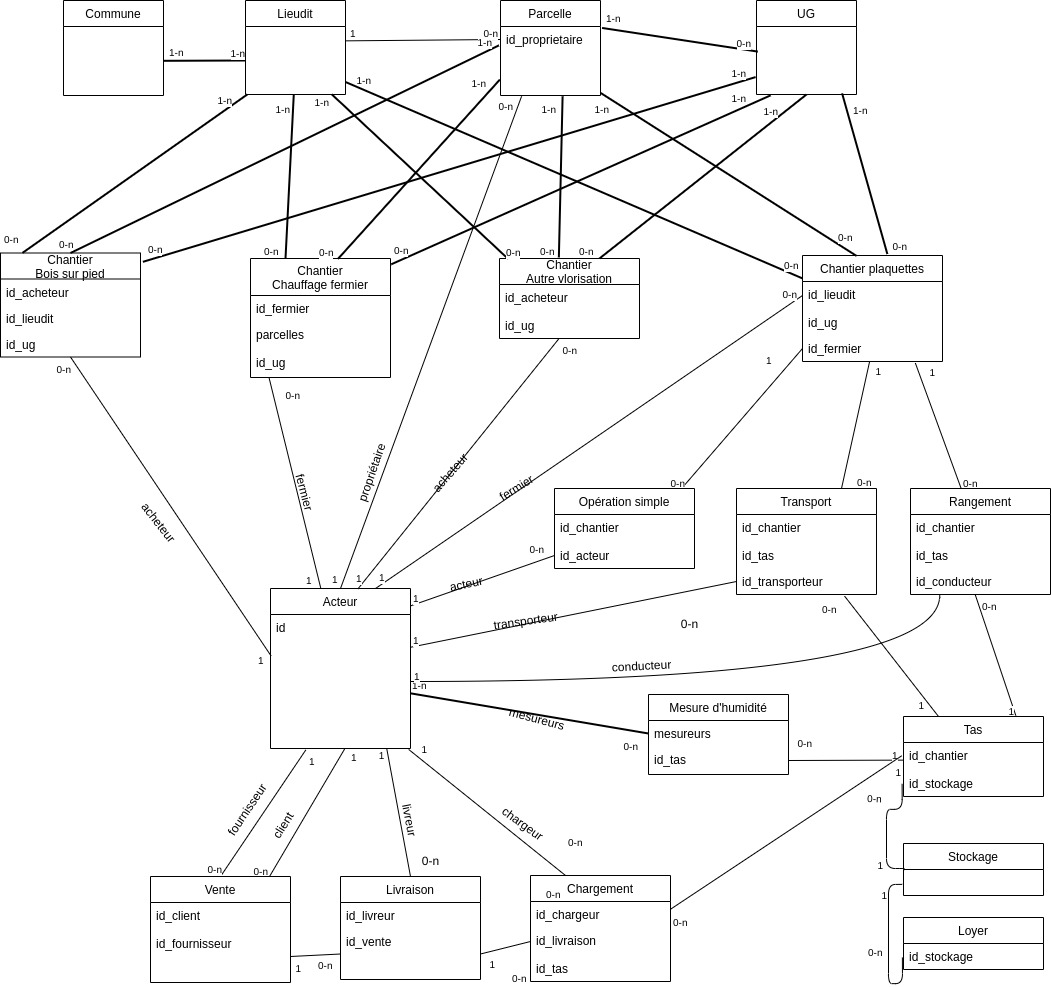 Commune
Lieudit
Parcelle
UG
id_proprietaire
1-n
1-n
1
0-n
1-n
1-n
0-n
1-n
1-n
1-n
1-n
1-n
1-n
0-n
1-n
1-n
1-n
1-n
1-n
1-n
0-n
0-n
0-n
0-n
0-n
0-n
0-n
0-n
0-n
0-n
0-n
0-n
Chantier
Bois sur pied
id_acheteur
id_lieudit
id_ug
Chantier
Chauffage fermier
id_fermier
parcelles
id_ug
Chantier
Autre vlorisation
id_acheteur
id_ug
Chantier plaquettes
id_lieudit
id_ug
id_fermier
0-n
0-n
0-n
0-n
1
1
1
acheteur
fermier
propriétaire
acheteur
fermier
0-n
0-n
0-n
Opération simple
id_chantier
id_acteur
Transport
id_chantier
id_tas
id_transporteur
Rangement
id_chantier
id_tas
id_conducteur
0-n
1
1
1
1
Acteur
id
acteur
1
transporteur
1
0-n
0-n
0-n
conducteur
1
1-n
1
mesureurs
0-n
Mesure d'humidité
mesureurs
id_tas
0-n
1
1
Tas
id_chantier
id_stockage
1
1
0-n
1
1
1
1
fournisseur
client
livreur
chargeur
0-n
0-n
0-n
0-n
Stockage
1
1
Vente
id_client
id_fournisseur
Livraison
id_livreur
id_vente
Chargement
0-n
id_chargeur
id_livraison
id_tas
0-n
1
0-n
1
0-n
Loyer
id_stockage
0-n